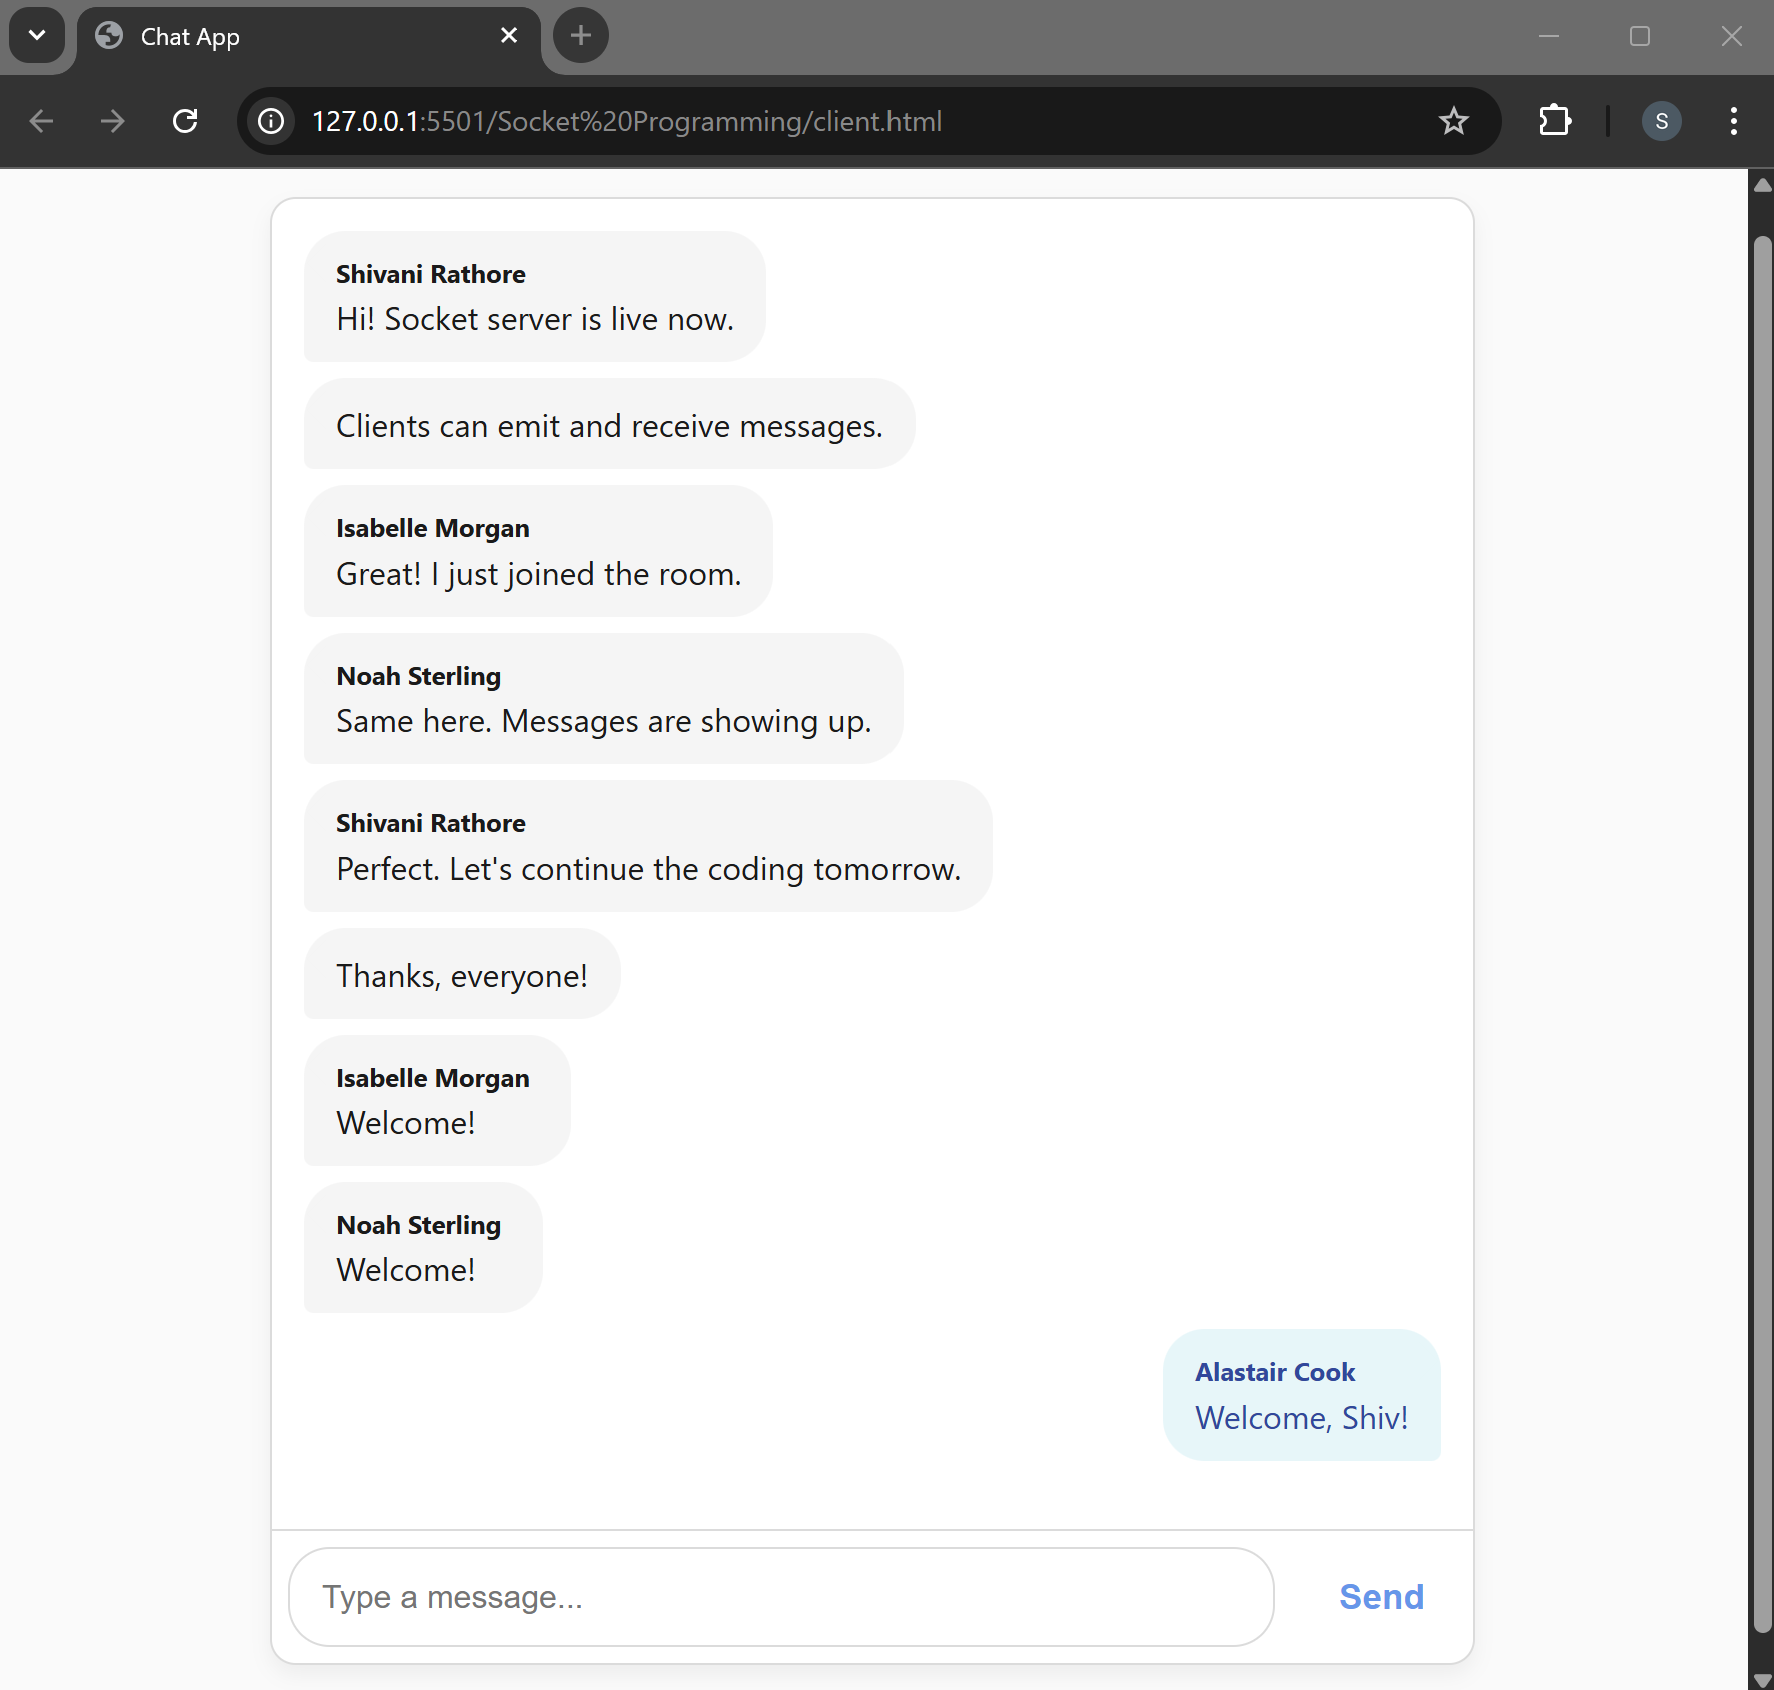 Chat App
127.0.0.1:5501/Socket%20Programming/client.html
S
Shivani Rathore
Hi! Socket server is live now.
Clients can emit and receive messages.
Isabelle Morgan
Great! I just joined the room.
Noah Sterling
Same here. Messages are showing up.
Shivani Rathore
Perfect. Let's continue the coding tomorrow.
Thanks, everyone!
Isabelle Morgan
Welcome!
Noah Sterling
Welcome!
Alastair Cook
Welcome, Shiv!
Type a message...
Send